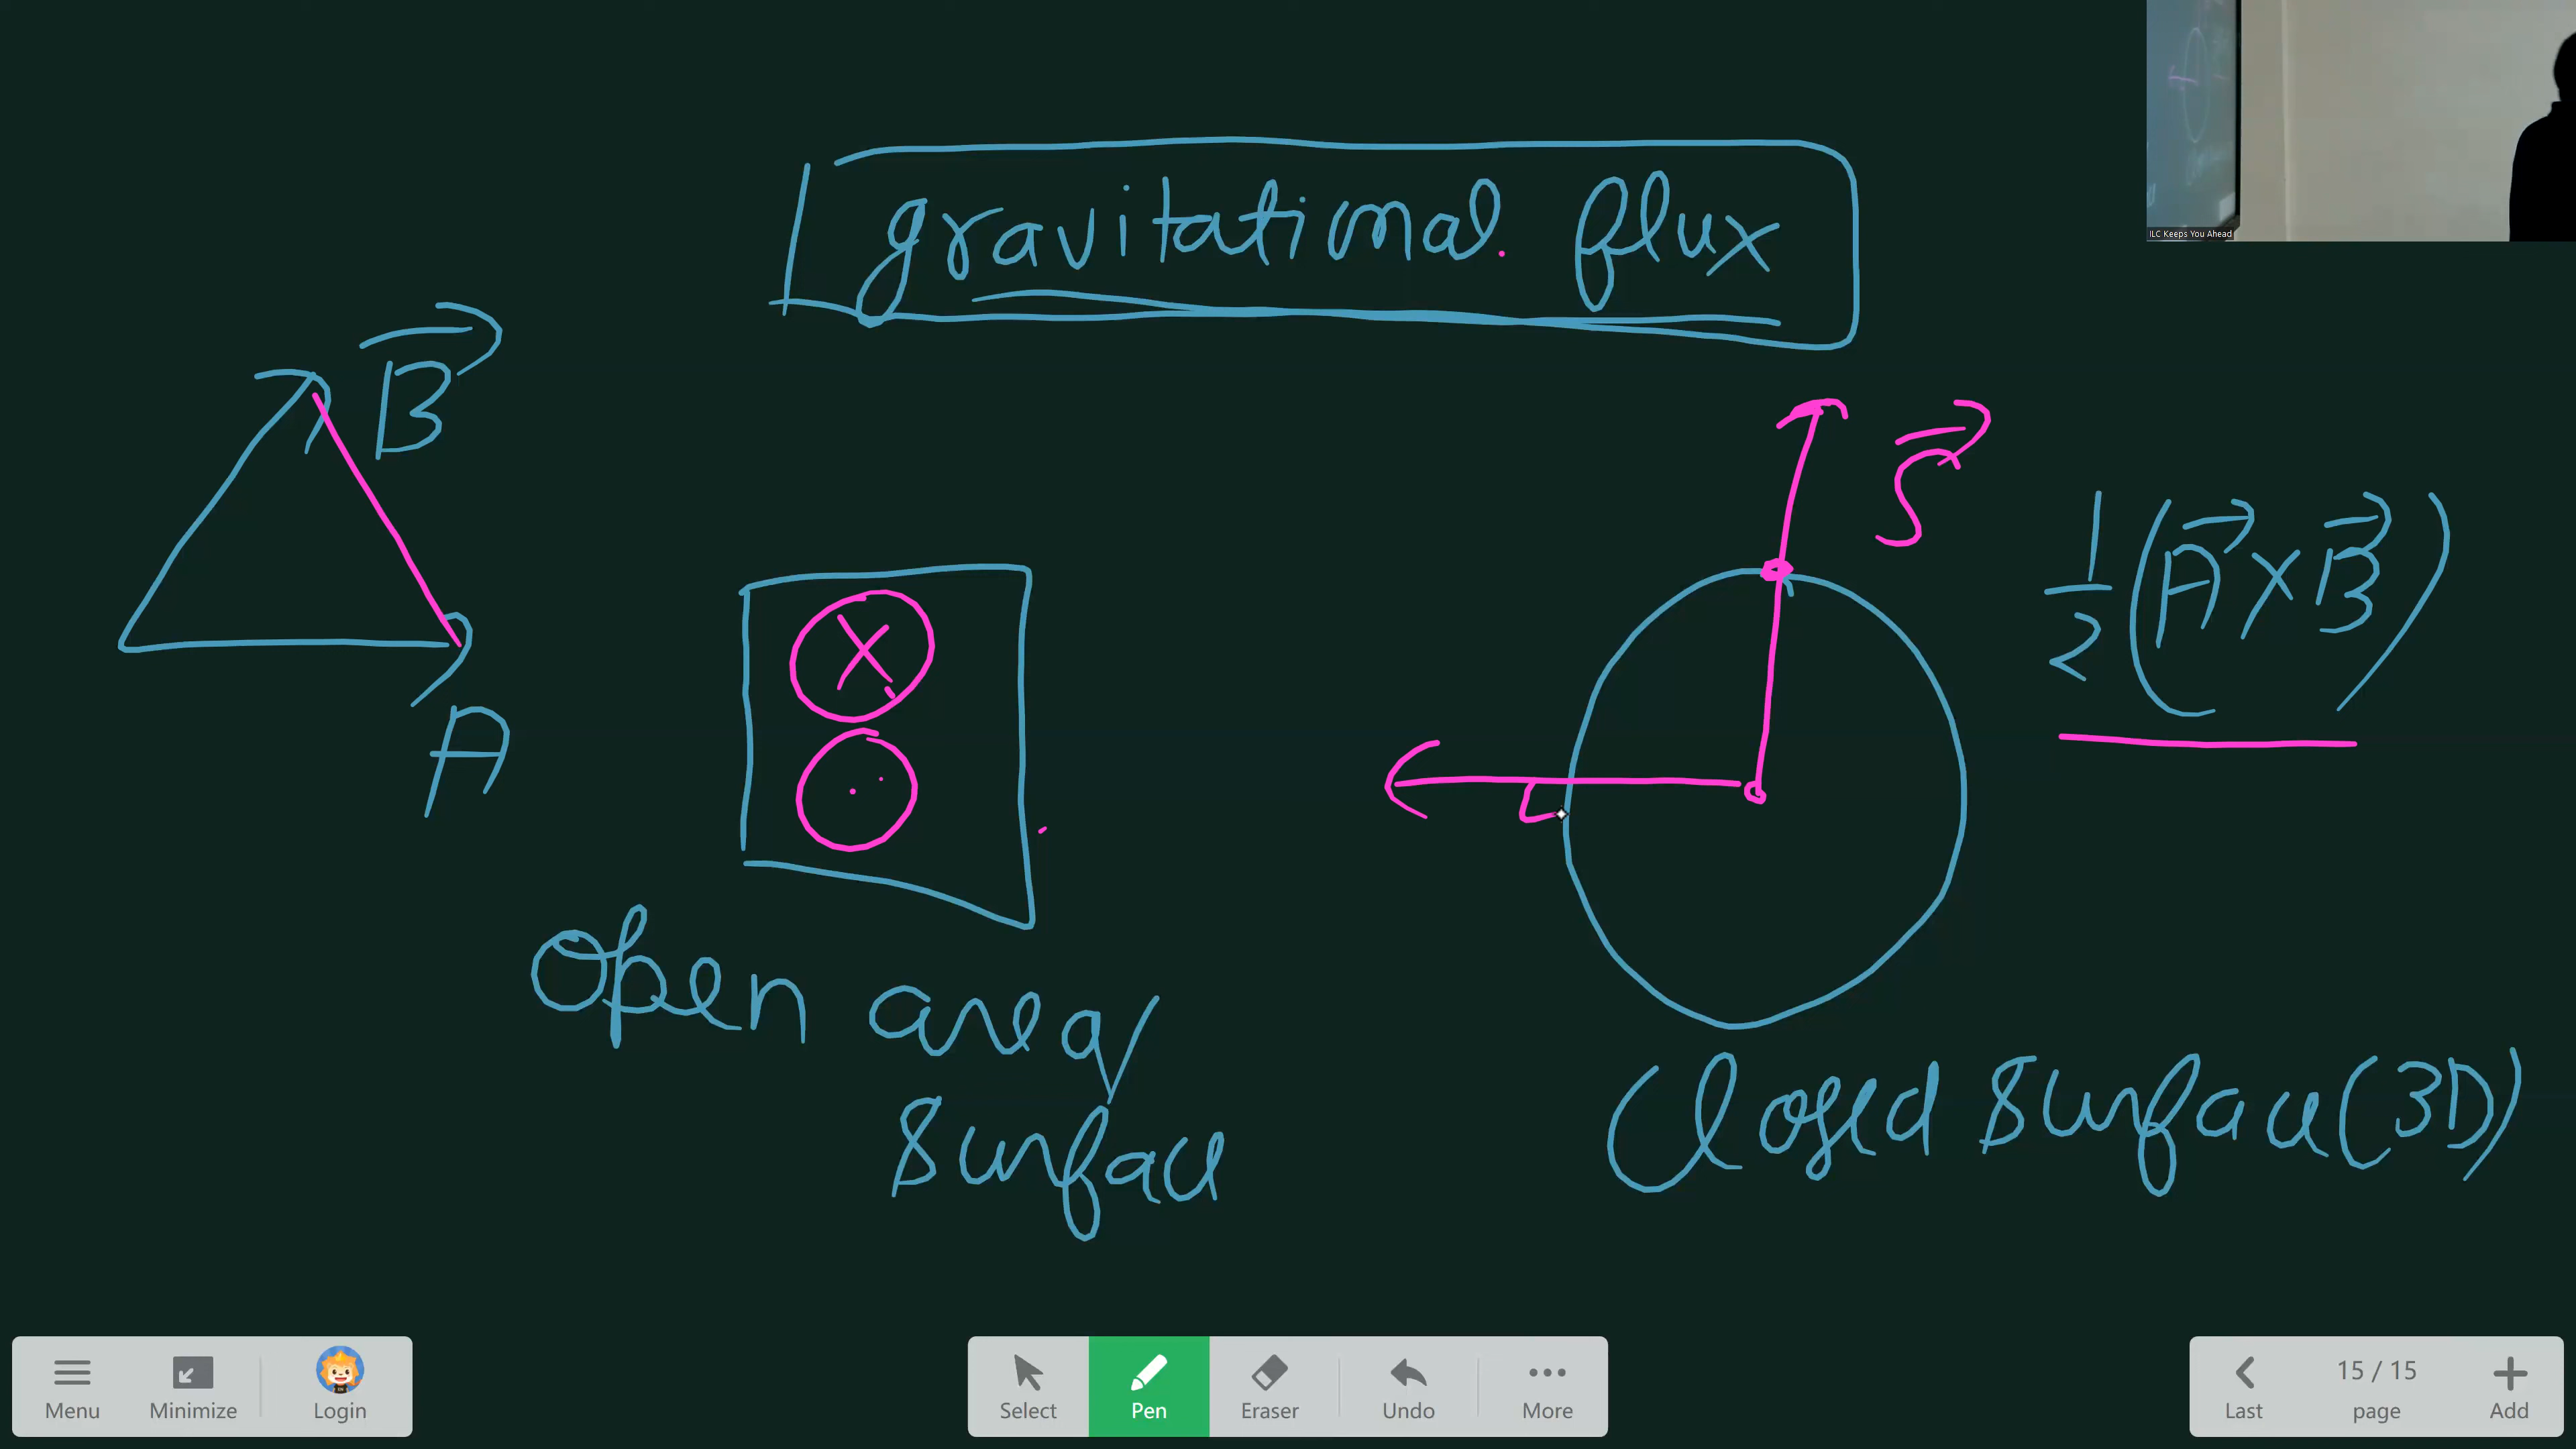 ILC Keeps You Ahead
gravitational flux
B
A
S
1/2 (A×B)
Open area/
Surface
Closed Surface (3D)
Menu
Minimize
Login
Select
Pen
Eraser
Undo
More
Last
15 / 15
page
Add